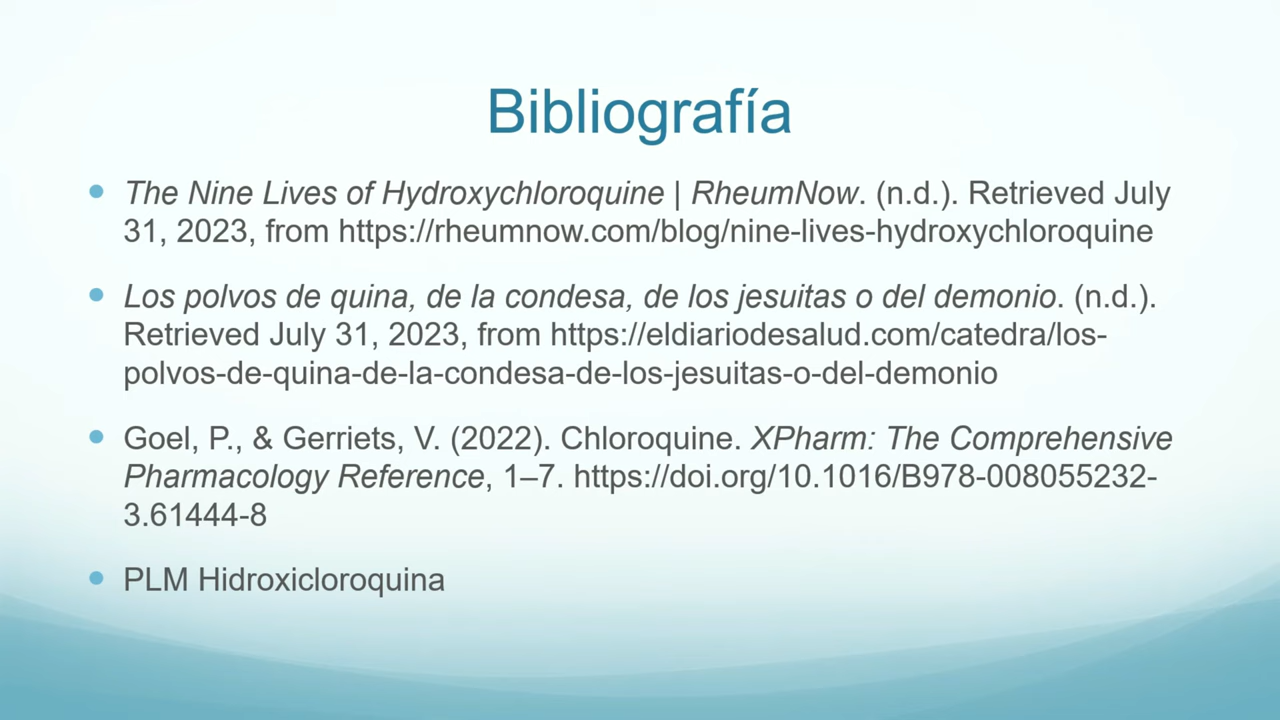 Bibliografía
The Nine Lives of Hydroxychloroquine | RheumNow. (n.d.). Retrieved July
31, 2023, from https://rheumnow.com/blog/nine-lives-hydroxychloroquine
Los polvos de quina, de la condesa, de los jesuitas o del demonio. (n.d.).
Retrieved July 31, 2023, from https://eldiariodesalud.com/catedra/los-
polvos-de-quina-de-la-condesa-de-los-jesuitas-o-del-demonio
Goel, P., & Gerriets, V. (2022). Chloroquine. XPharm: The Comprehensive
Pharmacology Reference, 1–7. https://doi.org/10.1016/B978-008055232-
3.61444-8
PLM Hidroxicloroquina